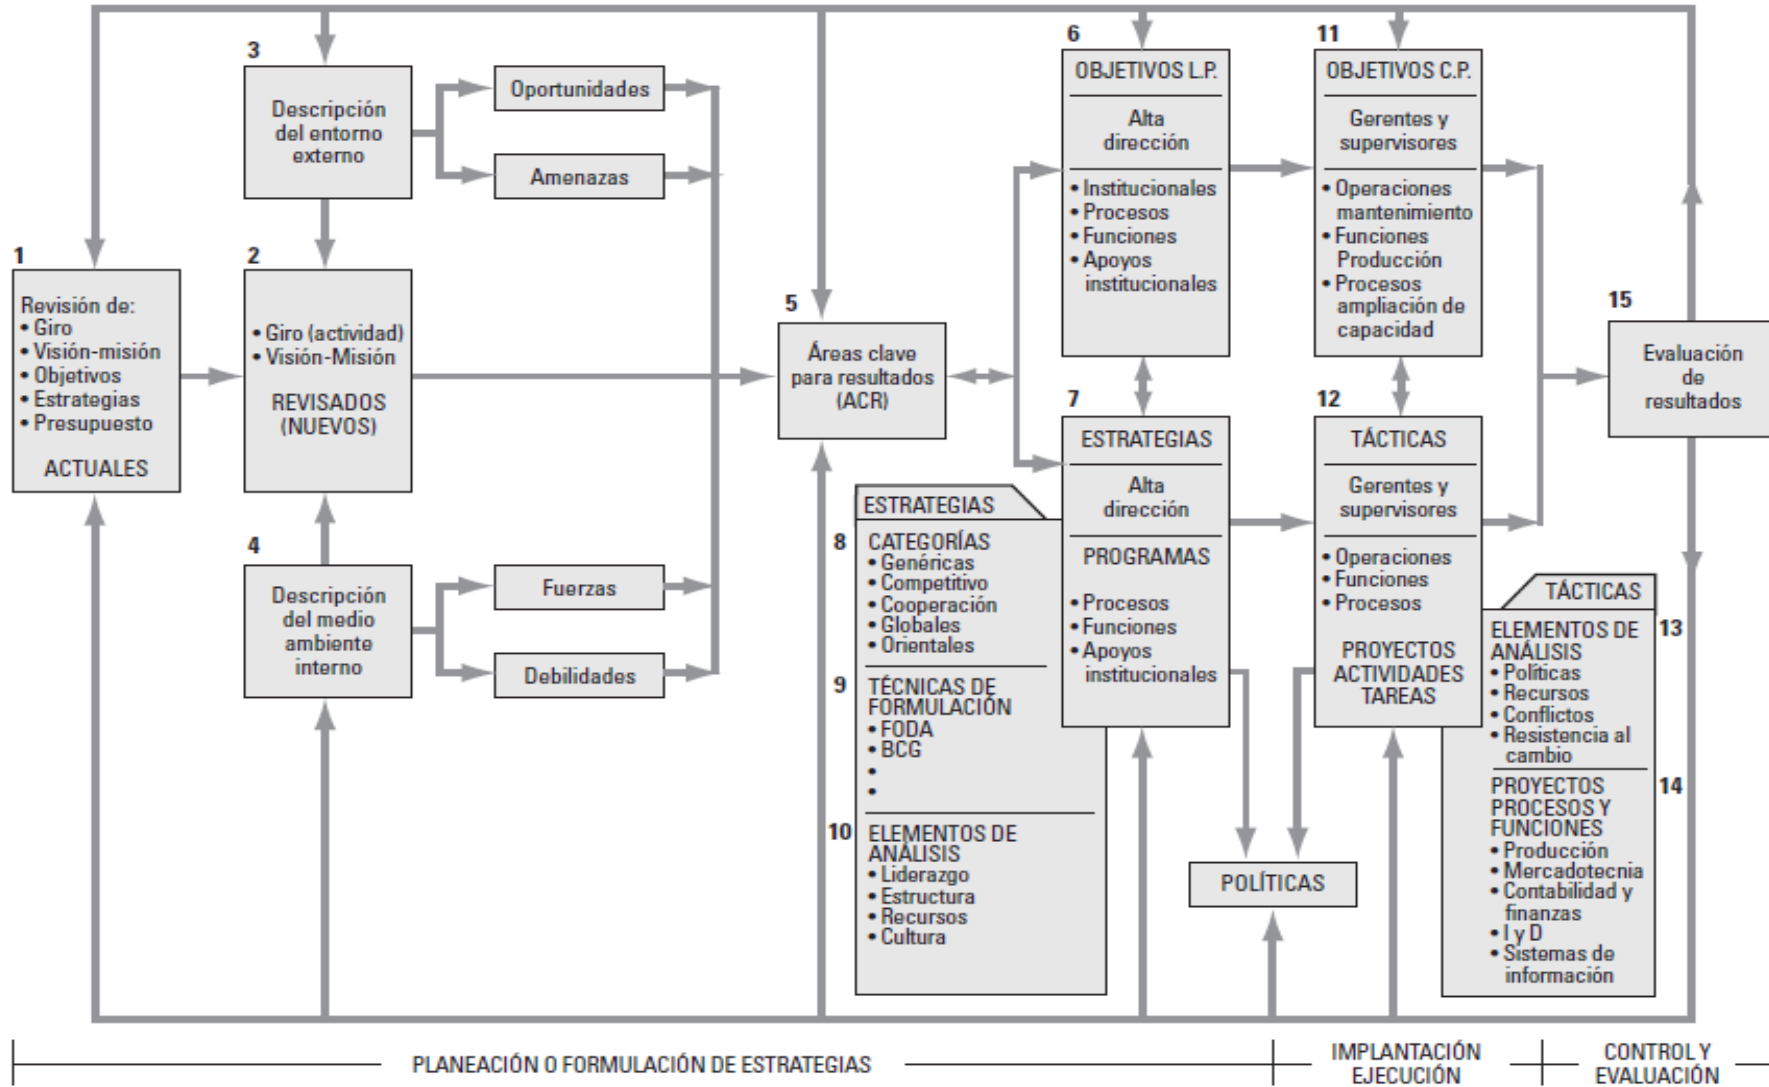 1
Revisión de:
• Giro
• Visión-misión
• Objetivos
• Estrategias
• Presupuesto
ACTUALES
2
• Giro (actividad)
• Visión-Misión
REVISADOS
(NUEVOS)
3
Descripción
del entorno
externo
Oportunidades
Amenazas
4
Descripción
del medio
ambiente
interno
Fuerzas
Debilidades
5
Áreas clave
para resultados
(ACR)
6
OBJETIVOS L.P.
Alta
dirección
• Institucionales
• Procesos
• Funciones
• Apoyos
institucionales
7
ESTRATEGIAS
Alta
dirección
PROGRAMAS
• Procesos
• Funciones
• Apoyos
institucionales
ESTRATEGIAS
8
CATEGORÍAS
• Genéricas
• Competitivo
• Cooperación
• Globales
• Orientales
9
TÉCNICAS DE
FORMULACIÓN
• FODA
• BCG
•
•
10
ELEMENTOS DE
ANÁLISIS
• Liderazgo
• Estructura
• Recursos
• Cultura
11
OBJETIVOS C.P.
Gerentes y
supervisores
• Operaciones
mantenimiento
• Funciones
Producción
• Procesos
ampliación de
capacidad
12
TÁCTICAS
Gerentes y
supervisores
• Operaciones
• Funciones
• Procesos
PROYECTOS
ACTIVIDADES
TAREAS
TÁCTICAS
13
ELEMENTOS DE
ANÁLISIS
• Políticas
• Recursos
• Conflictos
• Resistencia al
cambio
14
PROYECTOS
PROCESOS Y
FUNCIONES
• Producción
• Mercadotecnia
• Contabilidad y
finanzas
• I y D
• Sistemas de
información
POLÍTICAS
15
Evaluación
de
resultados
PLANEACIÓN O FORMULACIÓN DE ESTRATEGIAS
IMPLANTACIÓN
EJECUCIÓN
CONTROL Y
EVALUACIÓN